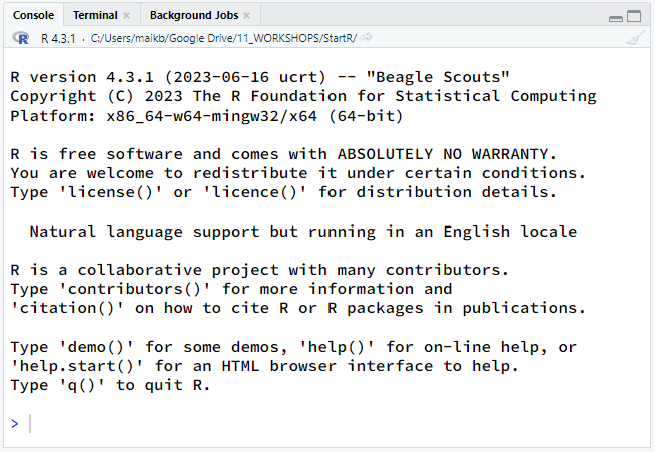 Console Terminal × Background Jobs ×
R R 4.3.1 · C:/Users/maikb/Google Drive/11_WORKSHOPS/StartR/
R version 4.3.1 (2023-06-16 ucrt) -- "Beagle Scouts"
Copyright (C) 2023 The R Foundation for Statistical Computing
Platform: x86_64-w64-mingw32/x64 (64-bit)
R is free software and comes with ABSOLUTELY NO WARRANTY.
You are welcome to redistribute it under certain conditions.
Type 'license()' or 'licence()' for distribution details.
Natural language support but running in an English locale
R is a collaborative project with many contributors.
Type 'contributors()' for more information and
'citation()' on how to cite R or R packages in publications.
Type 'demo()' for some demos, 'help()' for on-line help, or
'help.start()' for an HTML browser interface to help.
Type 'q()' to quit R.
>